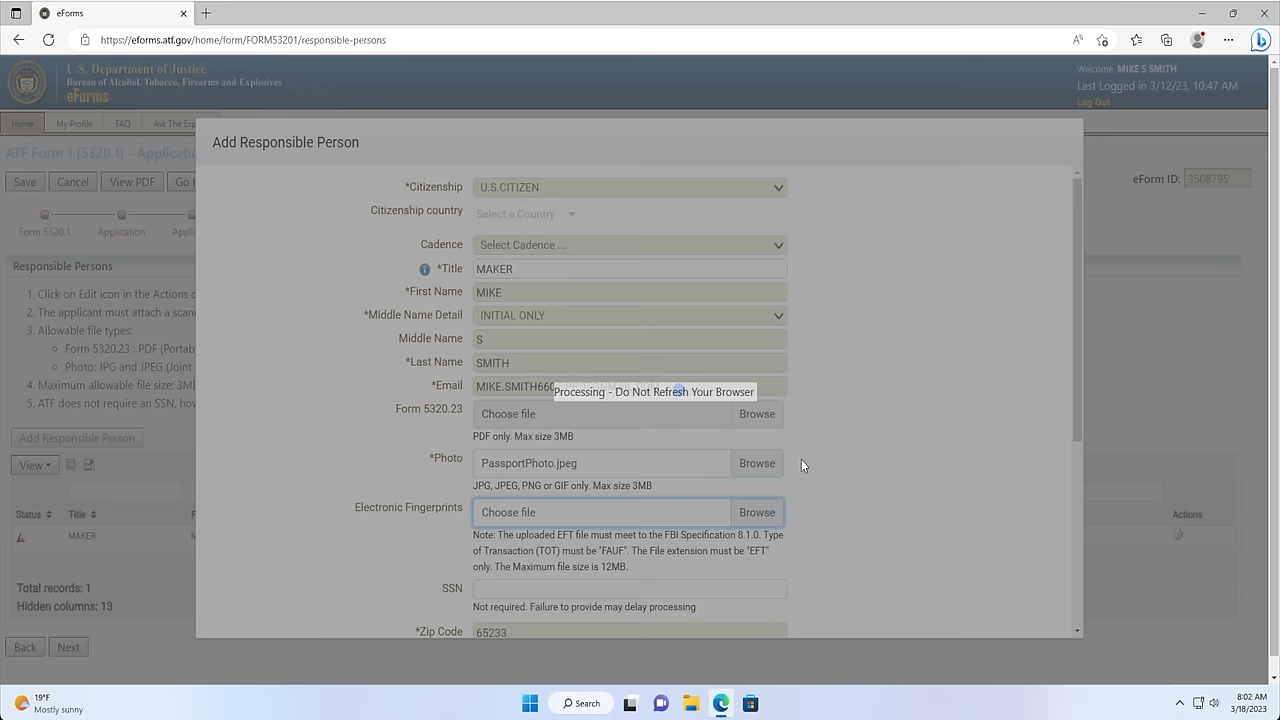 eForms
https://eforms.atf.gov/home/form/FORM53201/responsible-persons
U.S. Department of Justice
Bureau of Alcohol, Tobacco, Firearms and Explosives
eForms
Welcome, MIKE S SMITH
Last Logged in 3/12/23, 10:47 AM
Log Out
Home My Profile FAQ Ask The Exp
ATF Form 1 (5320.1) - Applicatio
Save Cancel View PDF Go H
eForm ID: 3508795
Form 5320.1 Application Appli
Responsible Persons
1. Click on Edit icon in the Actions c
2. The applicant must attach a scan
3. Allowable file types:
Form 5320.23 : PDF (Portab
Photo: JPG and JPEG (Joint
4. Maximum allowable file size: 3MB
5. ATF does not require an SSN, how
Add Responsible Person
View
Status Title F Actions
MAKER M
Total records: 1
Hidden columns: 13
Back Next
Add Responsible Person
*Citizenship U.S.CITIZEN
Citizenship country Select a Country
Cadence Select Cadence ...
*Title MAKER
*First Name MIKE
*Middle Name Detail INITIAL ONLY
Middle Name S
*Last Name SMITH
*Email MIKE.SMITH660
Processing - Do Not Refresh Your Browser
Form 5320.23 Choose file Browse
PDF only. Max size 3MB
*Photo PassportPhoto.jpeg Browse
JPG, JPEG, PNG or GIF only. Max size 3MB
Electronic Fingerprints Choose file Browse
Note: The uploaded EFT file must meet to the FBI Specification 8.1.0. Type
of Transaction (TOT) must be "FAUF". The File extension must be "EFT"
only. The Maximum file size is 12MB.
SSN
Not required. Failure to provide may delay processing
*Zip Code 65233
19°F
Mostly sunny
Search
8:02 AM
3/18/2023